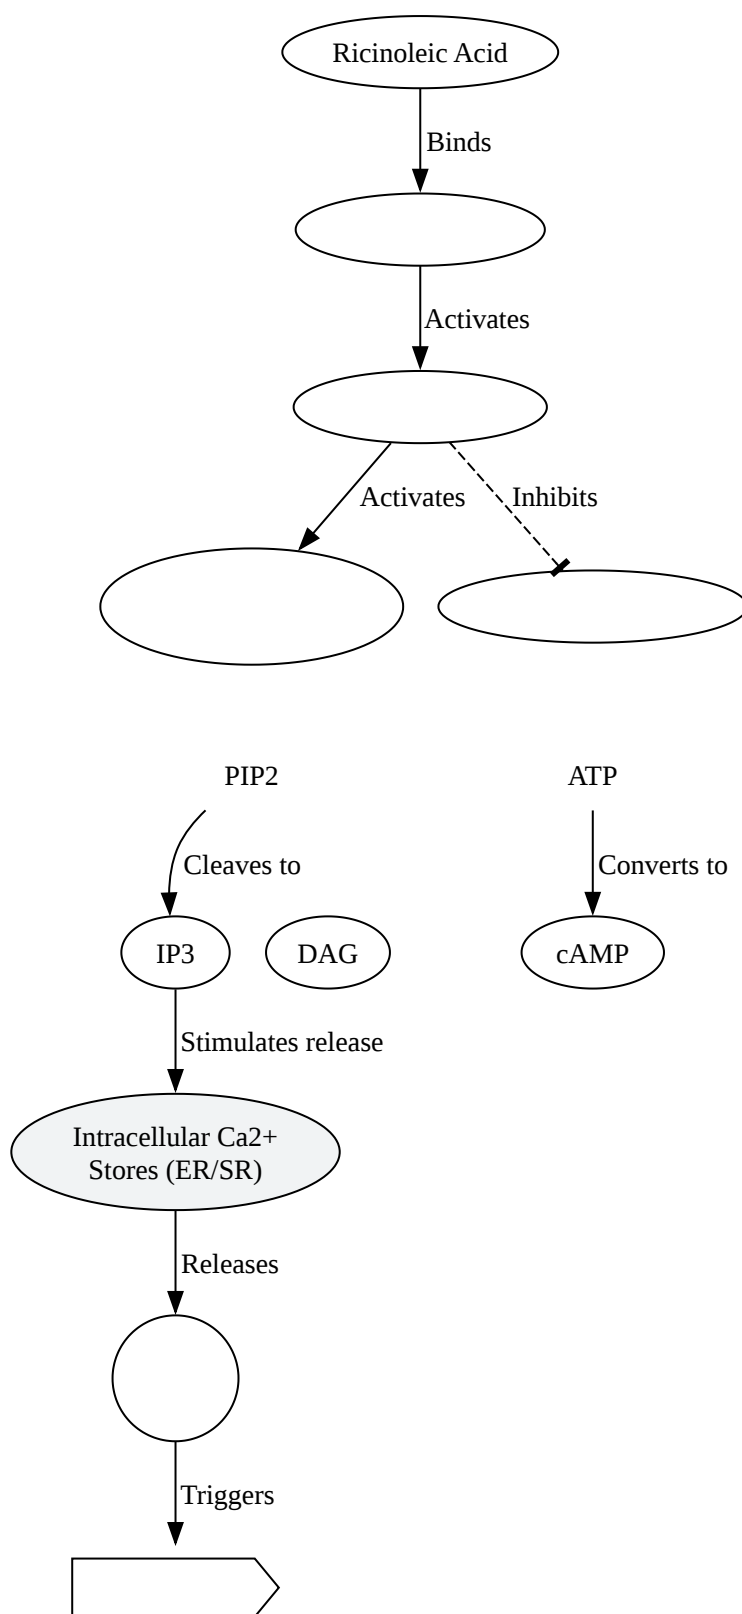 Ricinoleic Acid
Binds
Activates
Activates
Inhibits
PIP2
ATP
Cleaves to
Converts to
IP3
DAG
cAMP
Stimulates release
Intracellular Ca2+
Stores (ER/SR)
Releases
Triggers